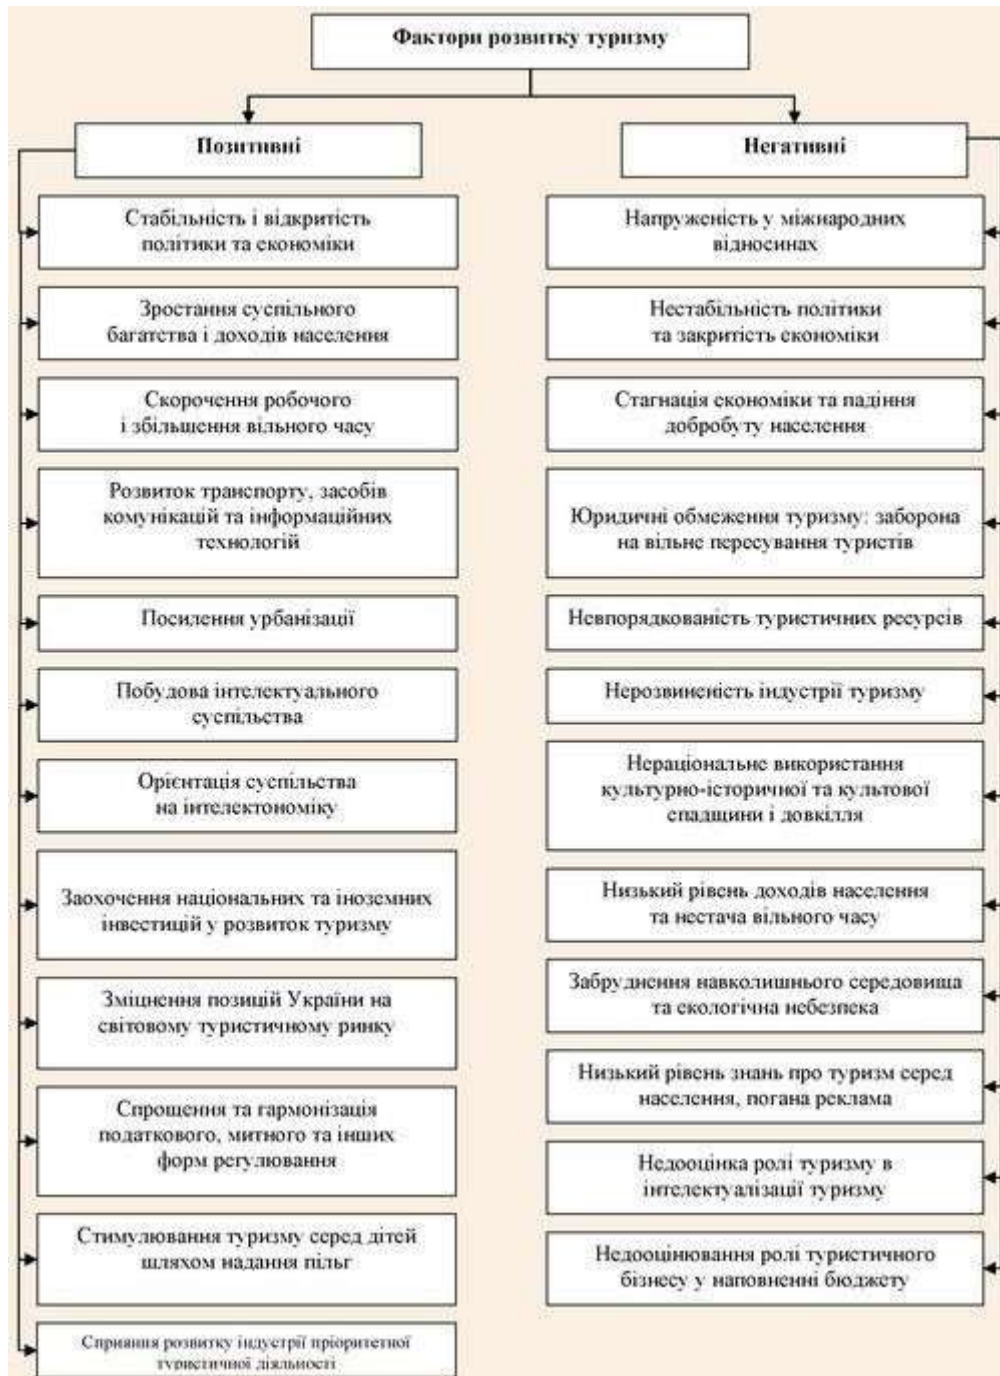 Фактори розвитку туризму
Позитивні
Стабільність і відкритість
політики та економіки
Зростання суспільного
багатства і доходів населення
Скорочення робочого
і збільшення вільного часу
Розвиток транспорту, засобів
комунікацій та інформаційних
технологій
Посилення урбанізації
Побудова інтелектуального
суспільства
Орієнтація суспільства
на інтелектономіку
Заохочення національних та іноземних
інвестицій у розвиток туризму
Зміцнення позицій України на
світовому туристичному ринку
Спрощення та гармонізація
податкового, митного та інших
форм регулювання
Стимулювання туризму серед дітей
шляхом надання пільг
Сприяння розвитку індустрії пріоритетної
туристичної діяльності
Негативні
Напруженість у міжнародних
відносинах
Нестабільність політики
та закритість економіки
Стагнація економіки та падіння
добробуту населення
Юридичні обмеження туризму: заборона
на вільне пересування туристів
Невпорядкованість туристичних ресурсів
Нерозвиненість індустрії туризму
Нераціональне використання
культурно-історичної та культової
спадщини і довкілля
Низький рівень доходів населення
та нестача вільного часу
Забруднення навколишнього середовища
та екологічна небезпека
Низький рівень знань про туризм серед
населення, погана реклама
Недооцінка ролі туризму в
інтелектуалізації туризму
Недооцінювання ролі туристичного
бізнесу у наповненні бюджету